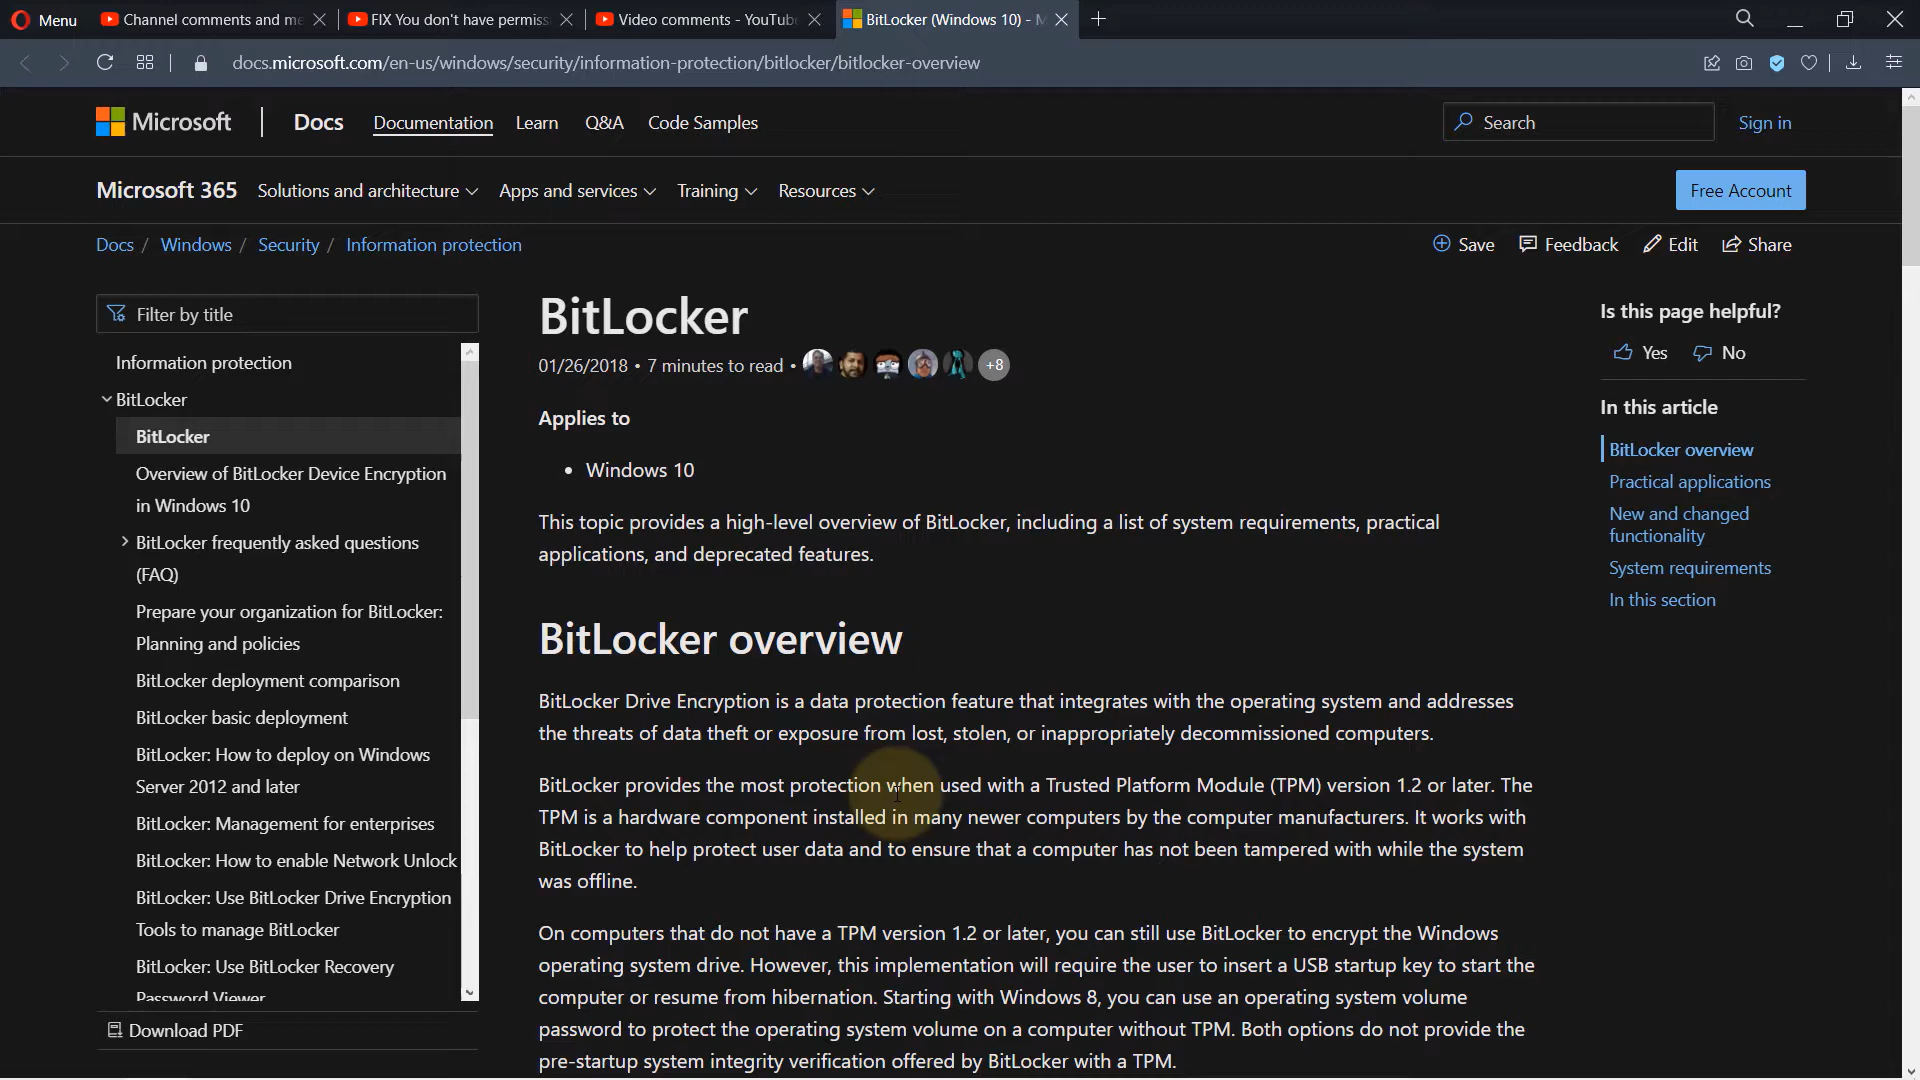 Menu
Channel comments and me
FIX You don't have permiss
Video comments - YouTub
BitLocker (Windows 10) - M
docs.microsoft.com/en-us/windows/security/information-protection/bitlocker/bitlocker-overview
Microsoft
Docs
Documentation
Learn
Q&A
Code Samples
Search
Sign in
Microsoft 365
Solutions and architecture
Apps and services
Training
Resources
Free Account
Docs / Windows / Security / Information protection
Save
Feedback
Edit
Share
Filter by title
Information protection
BitLocker
BitLocker
Overview of BitLocker Device Encryption
in Windows 10
BitLocker frequently asked questions
(FAQ)
Prepare your organization for BitLocker:
Planning and policies
BitLocker deployment comparison
BitLocker basic deployment
BitLocker: How to deploy on Windows
Server 2012 and later
BitLocker: Management for enterprises
BitLocker: How to enable Network Unlock
BitLocker: Use BitLocker Drive Encryption
Tools to manage BitLocker
BitLocker: Use BitLocker Recovery
Password Viewer
Download PDF
BitLocker
01/26/2018 • 7 minutes to read •
+8
Applies to
• Windows 10
This topic provides a high-level overview of BitLocker, including a list of system requirements, practical
applications, and deprecated features.
BitLocker overview
BitLocker Drive Encryption is a data protection feature that integrates with the operating system and addresses
the threats of data theft or exposure from lost, stolen, or inappropriately decommissioned computers.
BitLocker provides the most protection when used with a Trusted Platform Module (TPM) version 1.2 or later. The
TPM is a hardware component installed in many newer computers by the computer manufacturers. It works with
BitLocker to help protect user data and to ensure that a computer has not been tampered with while the system
was offline.
On computers that do not have a TPM version 1.2 or later, you can still use BitLocker to encrypt the Windows
operating system drive. However, this implementation will require the user to insert a USB startup key to start the
computer or resume from hibernation. Starting with Windows 8, you can use an operating system volume
password to protect the operating system volume on a computer without TPM. Both options do not provide the
pre-startup system integrity verification offered by BitLocker with a TPM.
Is this page helpful?
Yes
No
In this article
BitLocker overview
Practical applications
New and changed
functionality
System requirements
In this section